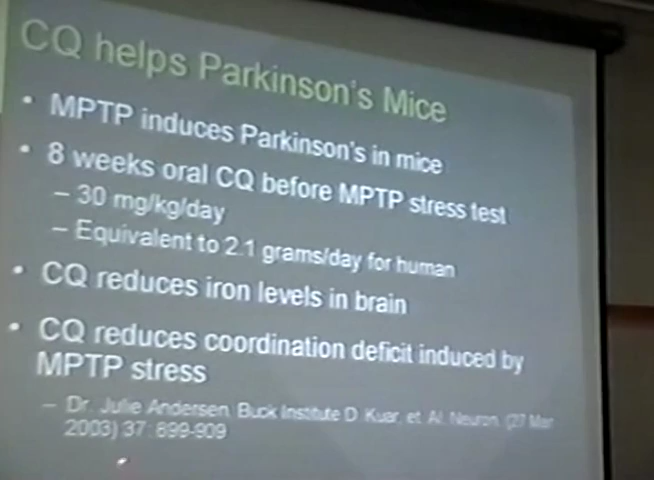 CQ helps Parkinson's Mice
• MPTP induces Parkinson's in mice
• 8 weeks oral CQ before MPTP stress test
– 30 mg/kg/day
– Equivalent to 2.1 grams/day for human
• CQ reduces iron levels in brain
• CQ reduces coordination deficit induced by
MPTP stress
– Dr. Julie Andersen, Buck Institute D. Kuar, et. Al. Neuron. (27 Mar
2003) 37: 899-909